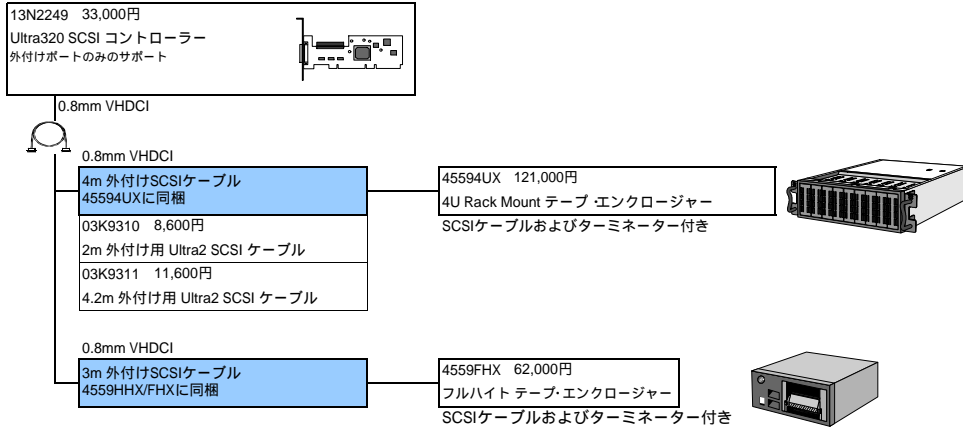 13N2249 33,000円
Ultra320 SCSI コントローラー
外付けポートのみのサポート
0.8mm VHDCI
0.8mm VHDCI
4m 外付けSCSIケーブル
45594UXに同梱
45594UX 121,000円
4U Rack Mount テープ・エンクロージャー
SCSIケーブルおよびターミネーター付き
03K9310 8,600円
2m 外付け用 Ultra2 SCSI ケーブル
03K9311 11,600円
4.2m 外付け用 Ultra2 SCSI ケーブル
0.8mm VHDCI
3m 外付けSCSIケーブル
4559HHX/FHXに同梱
4559FHX 62,000円
フルハイト テープ・エンクロージャー
SCSIケーブルおよびターミネーター付き